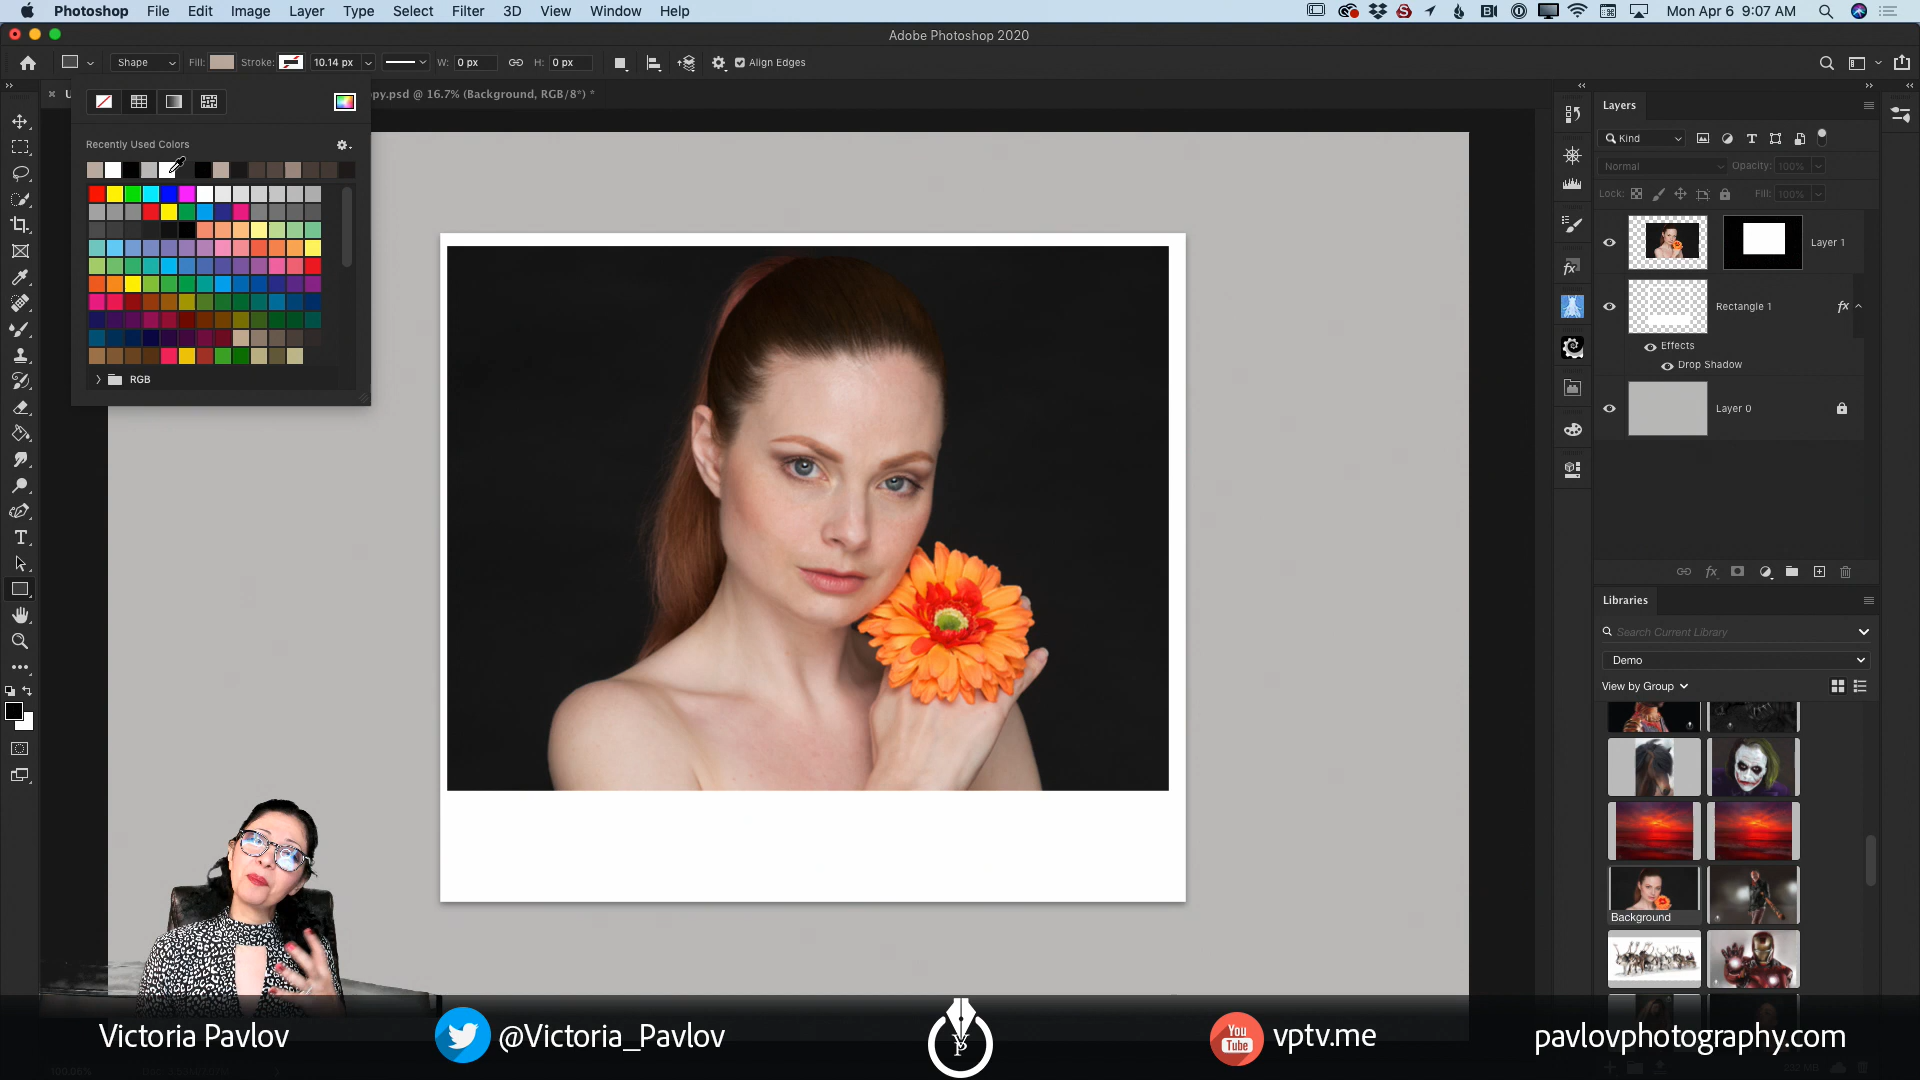 Photoshop File Edit Image Layer Type Select Filter 3D View Window Help Mon Apr 6 9:07 AM
Adobe Photoshop 2020
Shape Fill: Stroke: 10.14 px W: 0 px H: 0 px Align Edges
py.psd @ 16.7% (Background, RGB/8*) *
Recently Used Colors
RGB
Layers
Kind
Normal Opacity: 100%
Lock: Fill: 100%
Layer 1
Rectangle 1 fx
Effects
Drop Shadow
Layer 0
Libraries
Search Current Library
Demo
View by Group
Background
Victoria Pavlov @Victoria_Pavlov You Tube vptv.me pavlovphotography.com